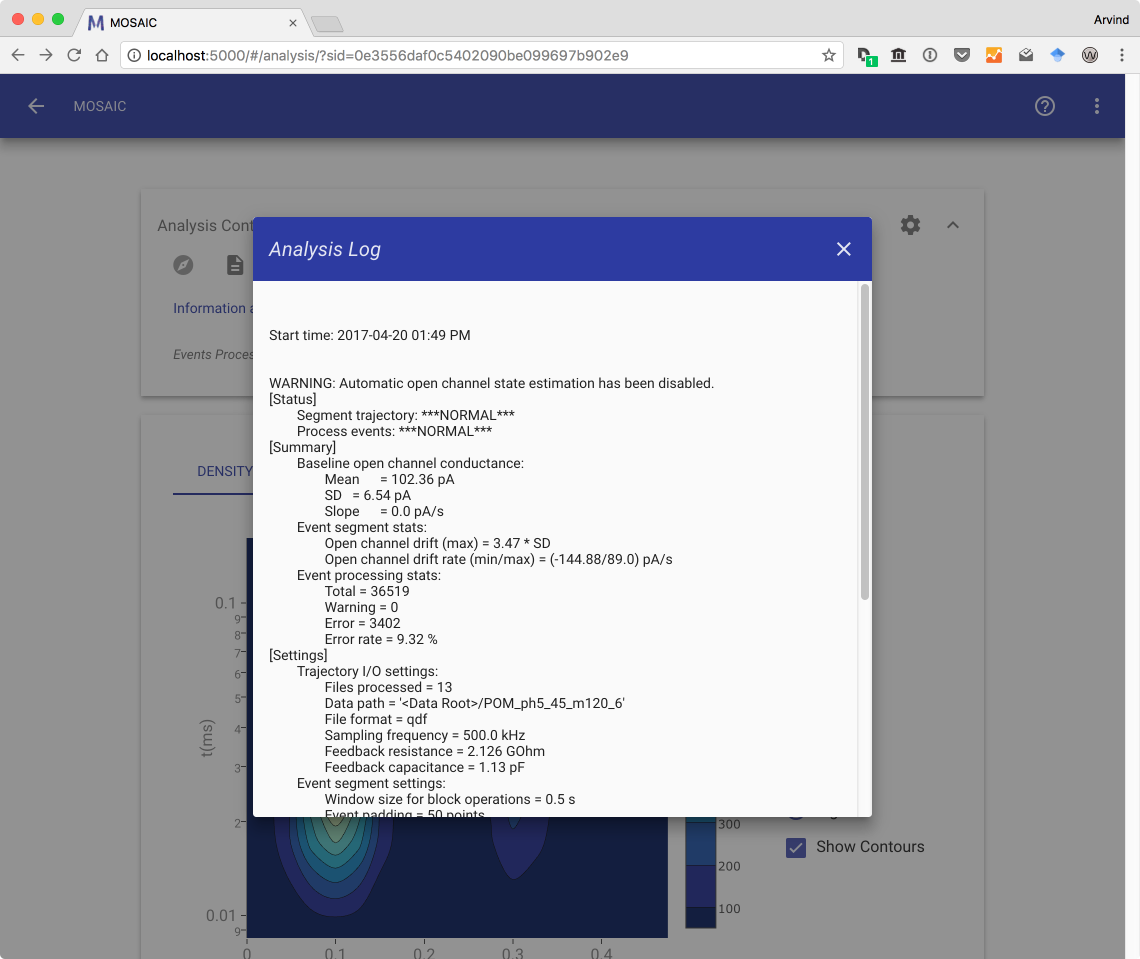 MOSAIC
Arvind
localhost:5000/#/analysis/?sid=0e3556daf0c5402090be099697b902e9
1
MOSAIC
Analysis Cont
Analysis Log
Information
Events Proces
Start time: 2017-04-20 01:49 PM
WARNING: Automatic open channel state estimation has been disabled.
[Status]
Segment trajectory: ***NORMAL***
Process events: ***NORMAL***
[Summary]
Baseline open channel conductance:
Mean = 102.36 pA
SD = 6.54 pA
Slope = 0.0 pA/s
Event segment stats:
Open channel drift (max) = 3.47 * SD
Open channel drift rate (min/max) = (-144.88/89.0) pA/s
Event processing stats:
Total = 36519
Warning = 0
Error = 3402
Error rate = 9.32 %
[Settings]
Trajectory I/O settings:
Files processed = 13
Data path = '<Data Root>/POM_ph5_45_m120_6'
File format = qdf
Sampling frequency = 500.0 kHz
Feedback resistance = 2.126 GOhm
Feedback capacitance = 1.13 pF
Event segment settings:
Window size for block operations = 0.5 s
Event padding = 50 points
DENSITY
0.1
9
8
7
6
5
4
3
2
0.01
9
t(ms)
0 0.1 0.2 0.3 0.4
300
200
100
Show Contours